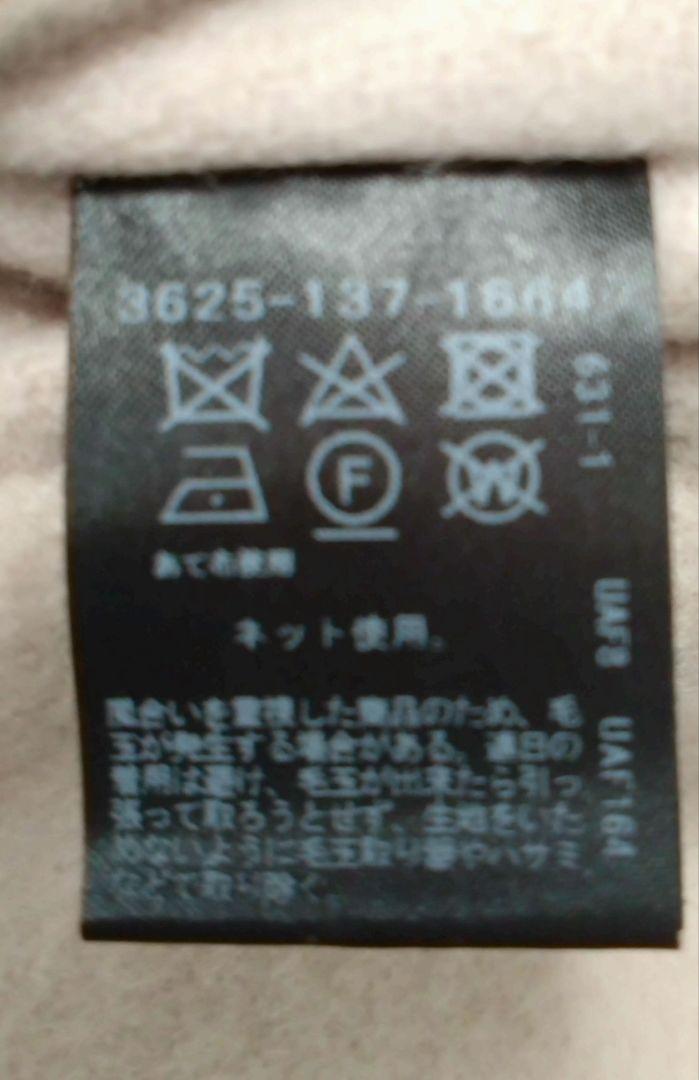 3625-137-1664
631-1
F
W
あて布使用
ネット使用。
UAF8 UAF164
風合いを重視した商品のため、毛
玉が発生する場合がある。連日の
着用は避け、毛玉が出来たら引っ
張って取ろうとせず、生地をいた
めないように毛玉取り器やハサミ
などで取り除く。